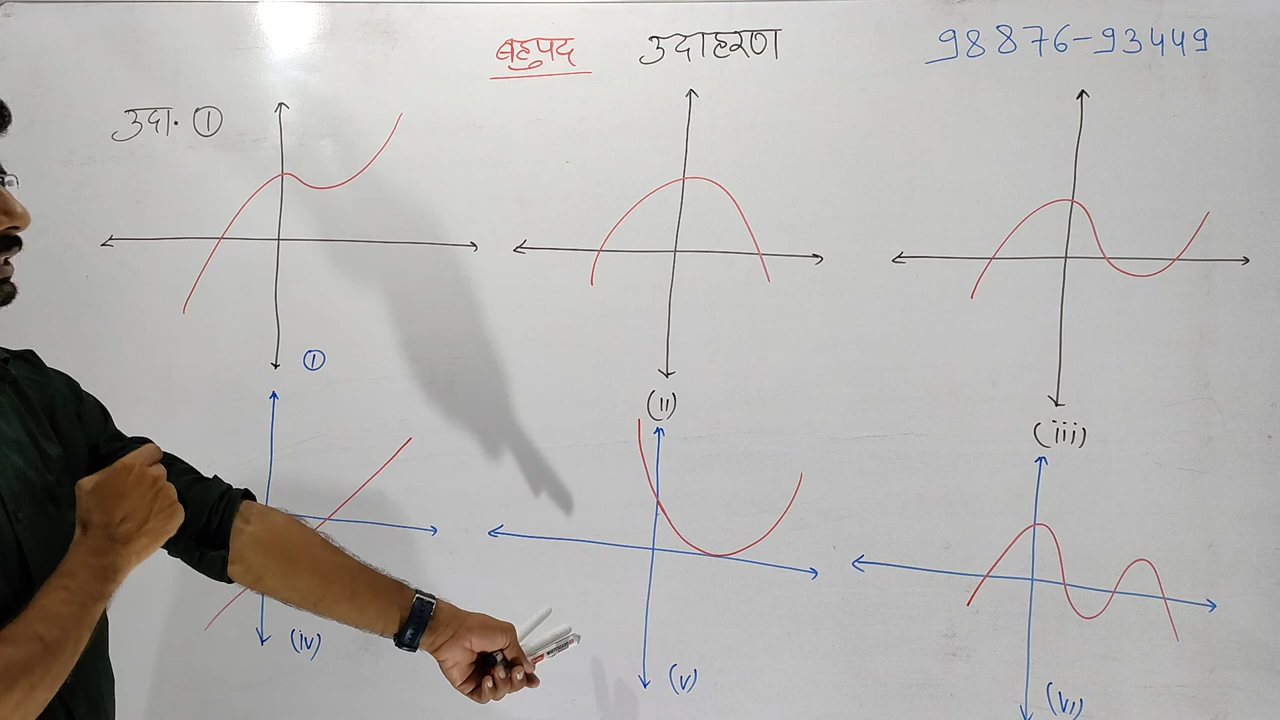 बहुपद उदाहरण 98876-93449
उदा. ①
①
(ii)
(iii)
(iv)
(v)
(vi)